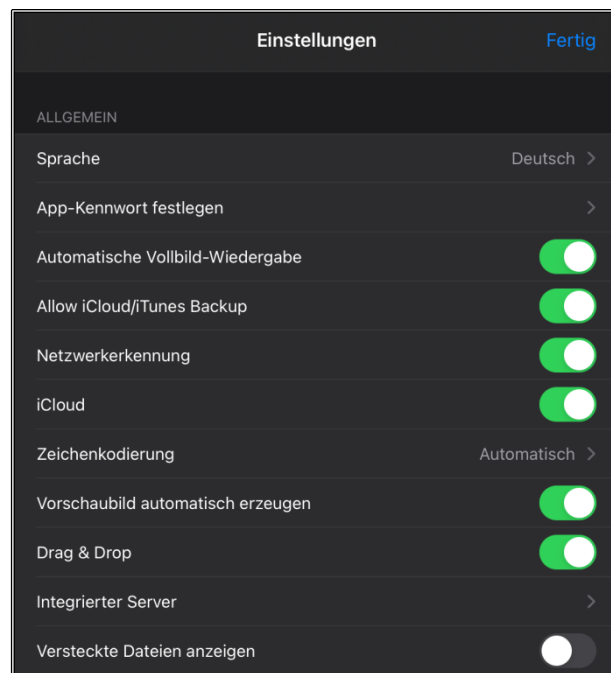 Einstellungen
Fertig
ALLGEMEIN
Sprache
Deutsch
App-Kennwort festlegen
Automatische Vollbild-Wiedergabe
Allow iCloud/iTunes Backup
Netzwerkerkennung
iCloud
Zeichenkodierung
Automatisch
Vorschaubild automatisch erzeugen
Drag & Drop
Integrierter Server
Versteckte Dateien anzeigen